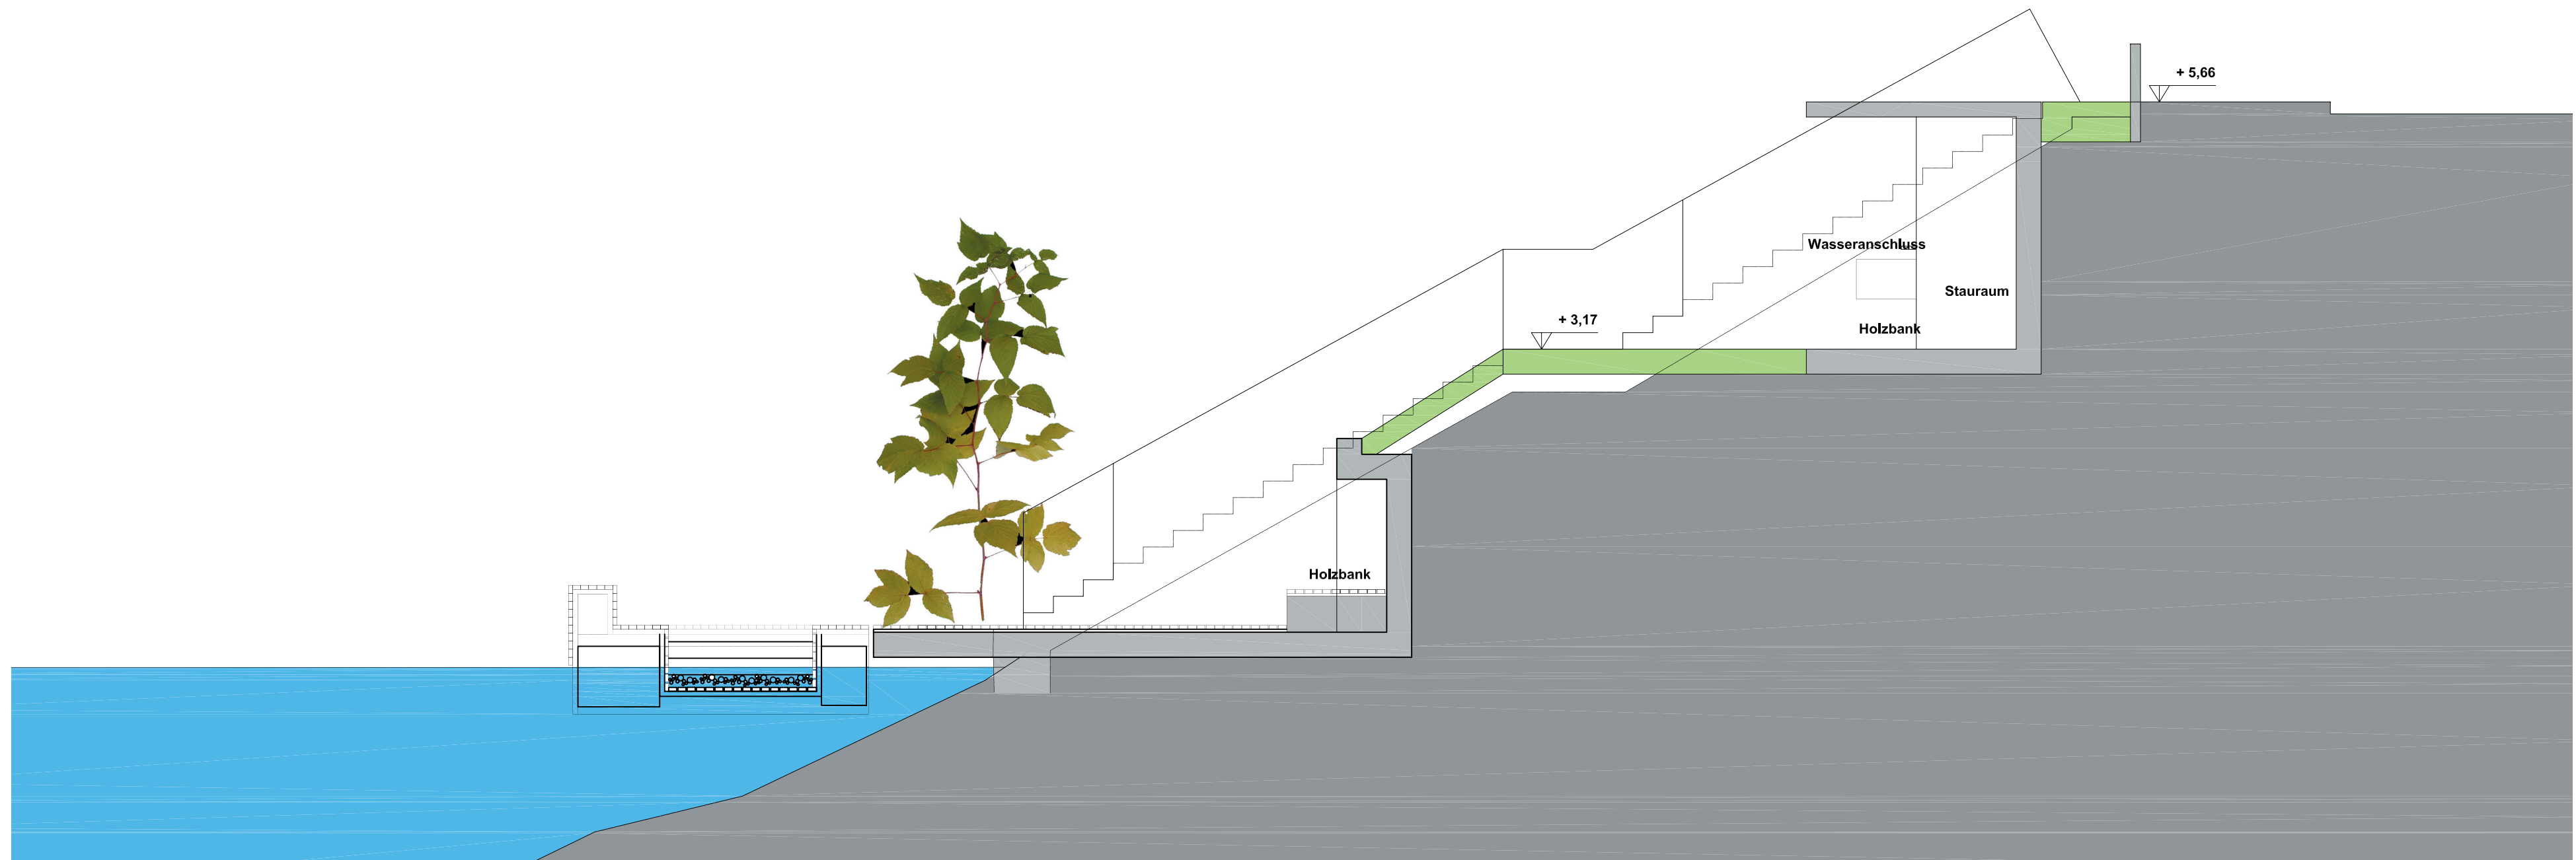 + 5,66
Wasseranschluss
Stauraum
+ 3,17
Holzbank
Holzbank